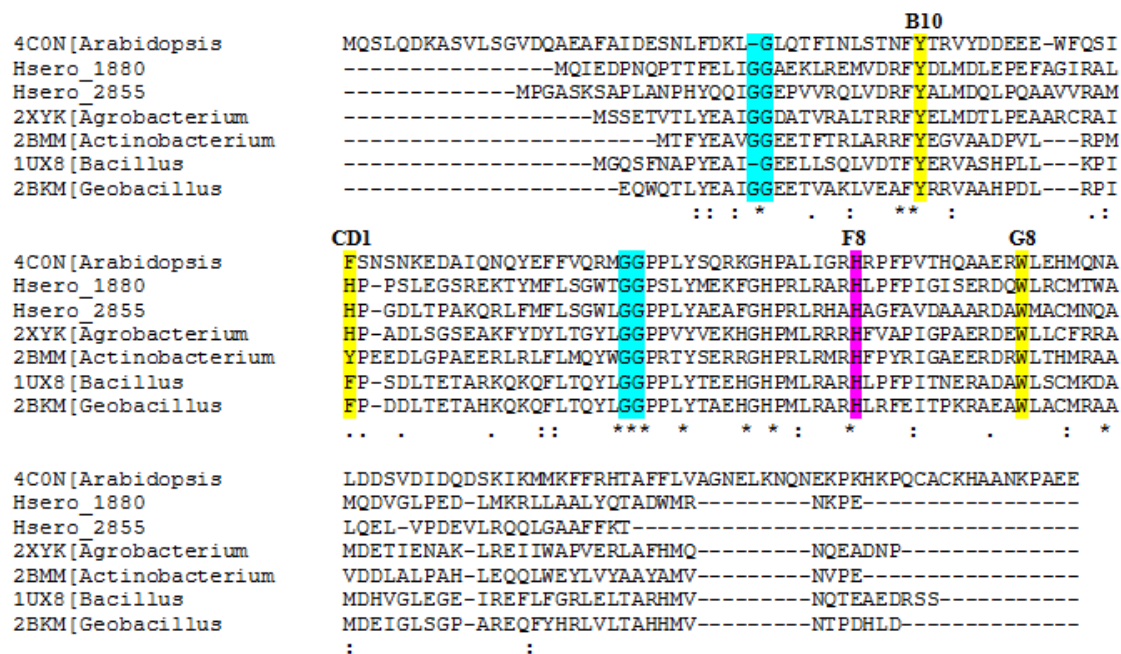 B10
4C0N[Arabidopsis MQSLQDKASVLSGVDQAEAFAIDESNLFDKL-GLQTFINLSTNFYTRVYDDEEE-WFQSI
Hsero_1880 -----------------MQIEDPNQPTTFELIGGAEKLREMVDRFYDLMDLEPEFAGIRAL
Hsero_2855 --------------MPGASKSAPLANPHYQQIGGEPVVRQLVDRFYALMDQLPQAAVVRAM
2XYK[Agrobacterium --------------------MSSETVTLYEAIGGDATVRALTRRFYELMDTLPEAARCRAI
2BMM[Actinobacterium -------------------------MTFYEAVGGEETFTRLARRFYEGVAADPVL---RPM
1UX8[Bacillus --------------------MGQSFNAPYEAI-GEELLSQLVDTFYERVASHPLL---KPI
2BKM[Geobacillus ----------------------EQWQTLYEAIGGEETVAKLVEAFYRRVAAHPDL---RPI
:: : * . : ** : .:
CD1 F8 G8
4C0N[Arabidopsis FSNSNKEDAIQNQYEFFVQRMGGPPLYSQRKGHPALIGRHRPFPVTHQAAERWLEHMQNA
Hsero_1880 HP-PSLEGSREKTYMFLSGWTGGPSLYMEKFGHPRLRARHLPFPIGISERDQWLRCMTWA
Hsero_2855 HP-GDLTPAKQRLFMFLSGWLGGPPLYAEAFGHPRLRHAHAGFAVDAAARDAWMACMNQA
2XYK[Agrobacterium HP-ADLSGSEAKFYDYLTGYLGGPPVYVEKHGHPMLRRRHFVAPIGPAERDEWLLCFRRA
2BMM[Actinobacterium YPEEDLGPAEERLRLFLMQYWGGPRTYSERRGHPRLRMRHFPYRIGAEERDRWLTHMRAA
1UX8[Bacillus FP-SDLTETARKQKQFLTQYLGGPPLYTEEHGHPMLRARHLPFPITNERADAWLSCMKDA
2BKM[Geobacillus FP-DDLTETAHKQKQFLTQYLGGPPLYTAEHGHPMLRARHLRFEITPKRAEAWLACMRAA
.. . . :: *** * * * : * : . : *
4C0N[Arabidopsis LDDSVDIDQDSKIKMMKFFRHTAFFLVAGNELKNQNEKPKHKPQCACKHAANKPAEE
Hsero_1880 MQDVGLPED-LMKRLLAALYQTADWMR---------NKPE-----------------
Hsero_2855 LQEL-VPDEVLRQQLGAAFFKT-----------------------------------
2XYK[Agrobacterium MDETIENAK-LREIIWAPVERLAFHMQ---------NQEADNP--------------
2BMM[Actinobacterium VDDLALPAH-LEQQLWEYLVYAAYAMV---------NVPE-----------------
1UX8[Bacillus MDHVGLEGE-IREFLFGRLELTARHMV---------NQTEAEDRSS-----------
2BKM[Geobacillus MDEIGLSGP-AREQFYHRLVLTAHHMV---------NTPDHLD--------------
: :